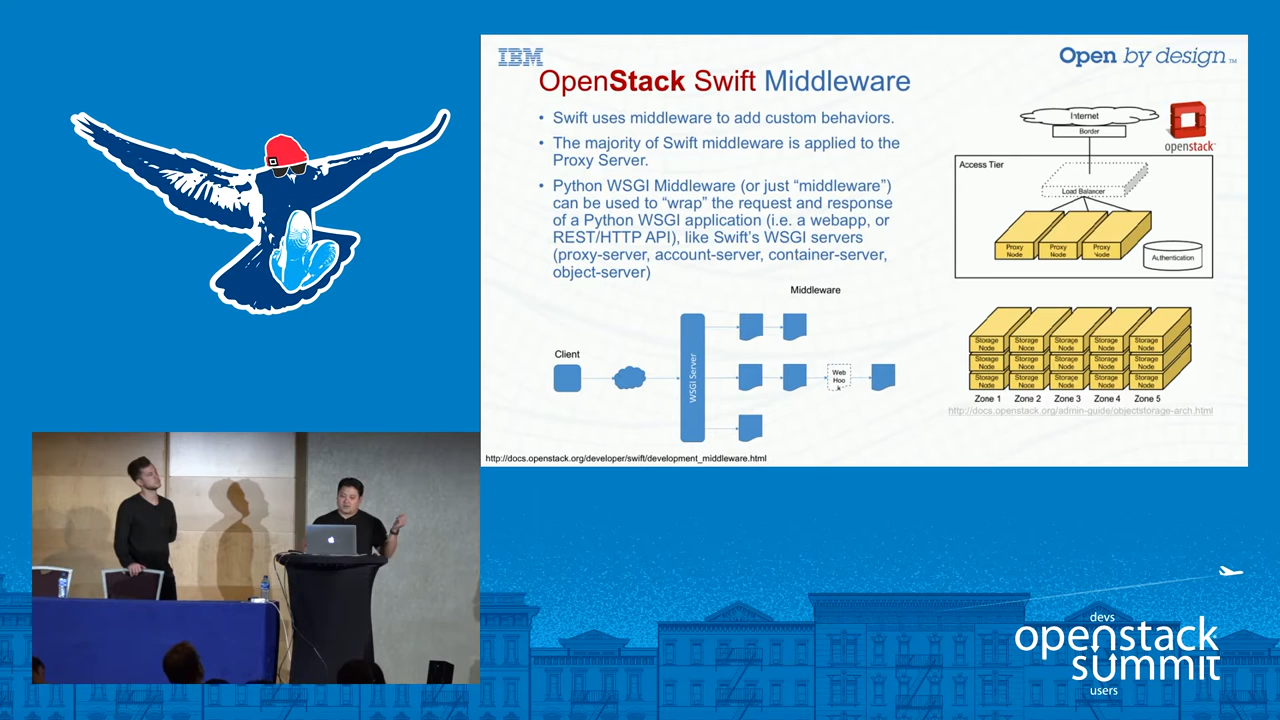 IBM
Open by design™
OpenStack Swift Middleware
• Swift uses middleware to add custom behaviors.
• The majority of Swift middleware is applied to the
Proxy Server.
• Python WSGI Middleware (or just “middleware”)
can be used to “wrap” the request and response
of a Python WSGI application (i.e. a webapp, or
REST/HTTP API), like Swift’s WSGI servers
(proxy-server, account-server, container-server,
object-server)
Middleware
Client
WSGI Server
Web
Hoo
k
http://docs.openstack.org/developer/swift/development_middleware.html
Internet
Border
openstack™
Access Tier
Load Balancer
Proxy
Node
Proxy
Node
Proxy
Node
Authentication
Storage
Node
Storage
Node
Storage
Node
Storage
Node
Storage
Node
Storage
Node
Storage
Node
Storage
Node
Storage
Node
Storage
Node
Storage
Node
Storage
Node
Storage
Node
Storage
Node
Storage
Node
Zone 1 Zone 2 Zone 3 Zone 4 Zone 5
http://docs.openstack.org/admin-guide/objectstorage-arch.html
devs
openstack
summit
users